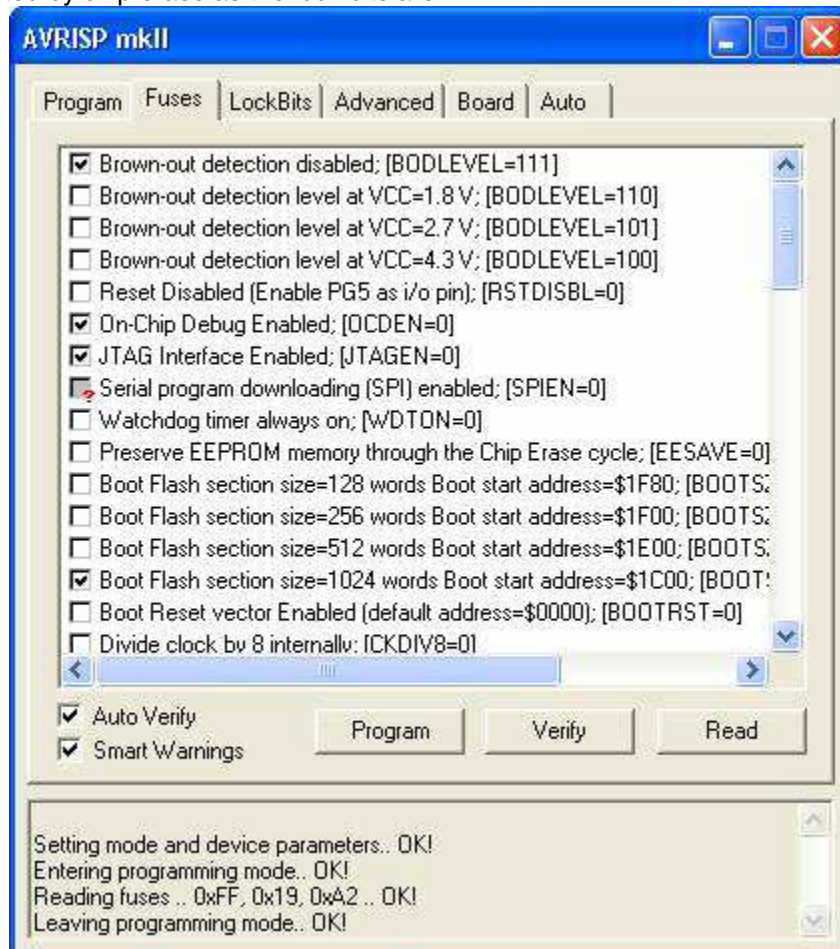 AVRISP mkII
Program Fuses LockBits Advanced Board Auto
Brown-out detection disabled; [BODLEVEL=111]
Brown-out detection level at VCC=1.8 V; [BODLEVEL=110]
Brown-out detection level at VCC=2.7 V; [BODLEVEL=101]
Brown-out detection level at VCC=4.3 V; [BODLEVEL=100]
Reset Disabled (Enable PG5 as i/o pin); [RSTDISBL=0]
On-Chip Debug Enabled; [OCDEN=0]
JTAG Interface Enabled; [JTAGEN=0]
Serial program downloading (SPI) enabled; [SPIEN=0]
Watchdog timer always on; [WDTON=0]
Preserve EEPROM memory through the Chip Erase cycle; [EESAVE=0]
Boot Flash section size=128 words Boot start address=$1F80; [BOOTSZ
Boot Flash section size=256 words Boot start address=$1F00; [BOOTSZ
Boot Flash section size=512 words Boot start address=$1E00; [BOOTSZ
Boot Flash section size=1024 words Boot start address=$1C00; [BOOTS
Boot Reset vector Enabled (default address=$0000); [BOOTRST=0]
Divide clock by 8 internally; [CKDIV8=0]
Auto Verify
Smart Warnings
Program Verify Read
Setting mode and device parameters.. OK!
Entering programming mode.. OK!
Reading fuses .. 0xFF, 0x19, 0xA2 .. OK!
Leaving programming mode.. OK!